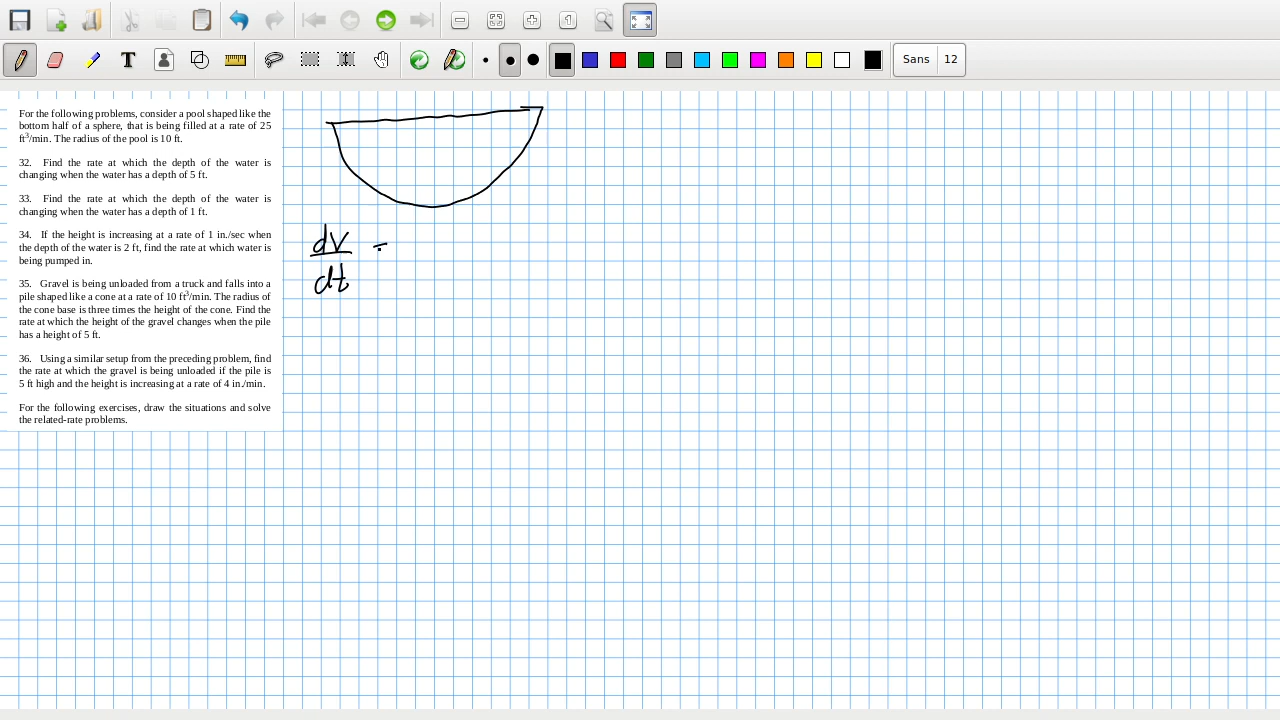 Sans 12
For the following problems, consider a pool shaped like the
bottom half of a sphere, that is being filled at a rate of 25
ft³/min. The radius of the pool is 10 ft.
32. Find the rate at which the depth of the water is
changing when the water has a depth of 5 ft.
33. Find the rate at which the depth of the water is
changing when the water has a depth of 1 ft.
34. If the height is increasing at a rate of 1 in./sec when
the depth of the water is 2 ft, find the rate at which water is
being pumped in.
35. Gravel is being unloaded from a truck and falls into a
pile shaped like a cone at a rate of 10 ft³/min. The radius of
the cone base is three times the height of the cone. Find the
rate at which the height of the gravel changes when the pile
has a height of 5 ft.
36. Using a similar setup from the preceding problem, find
the rate at which the gravel is being unloaded if the pile is
5 ft high and the height is increasing at a rate of 4 in./min.
For the following exercises, draw the situations and solve
the related-rate problems.
dV =
dt